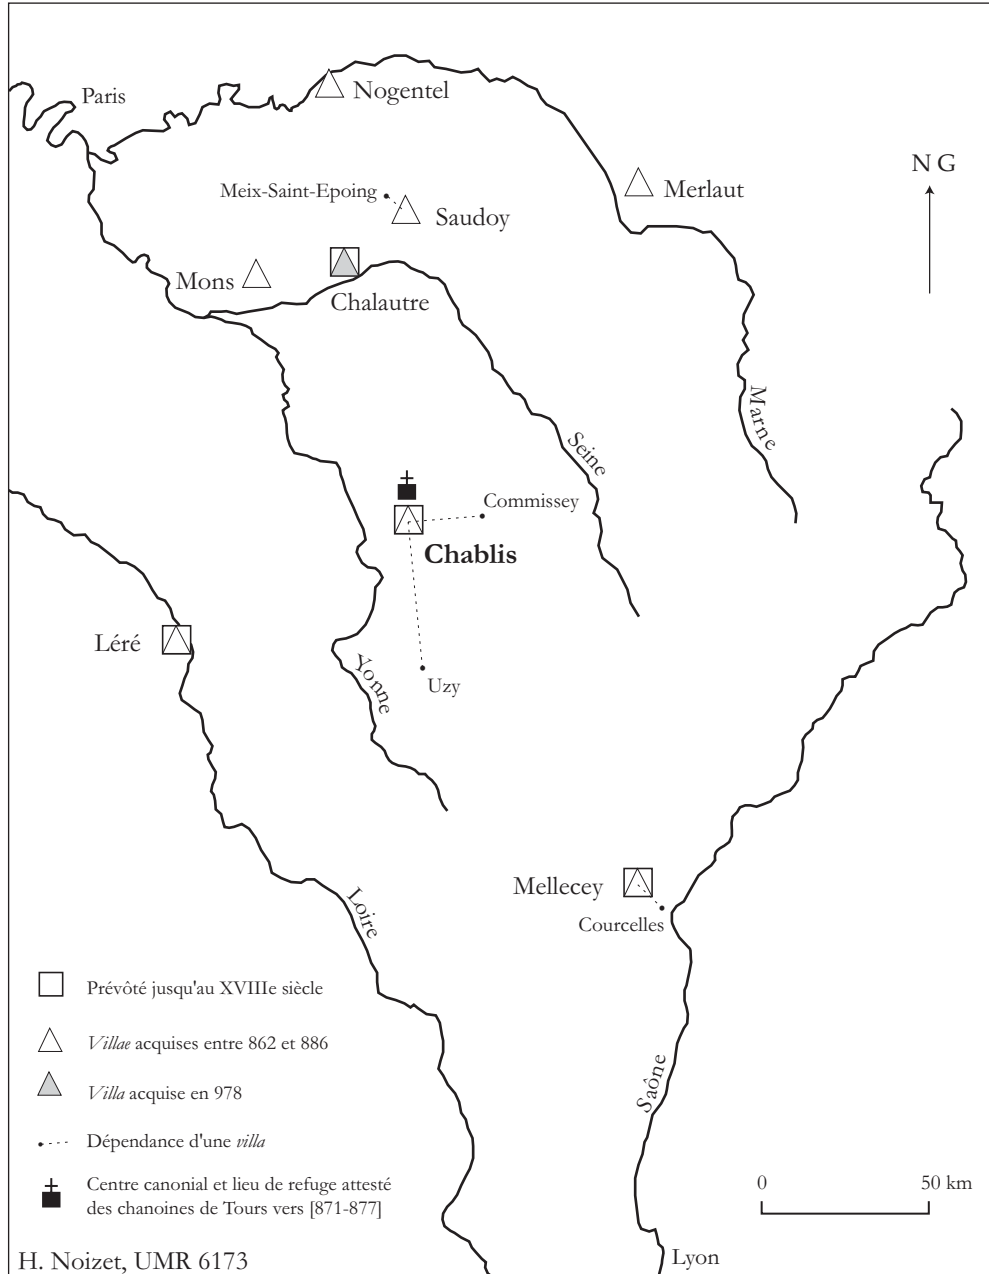 Paris
Nogentel
N G
Meix-Saint-Epoing
Merlaut
Saudoy
Mons
Chalautre
Marne
Seine
Commissey
Chablis
Léré
Yonne
Uzy
Mellecey
Courcelles
Loire
Saône
Prévôté jusqu'au XVIIIe siècle
Villae acquises entre 862 et 886
Villa acquise en 978
Dépendance d'une villa
Centre canonial et lieu de refuge attesté
des chanoines de Tours vers [871-877]
0 50 km
Lyon
H. Noizet, UMR 6173